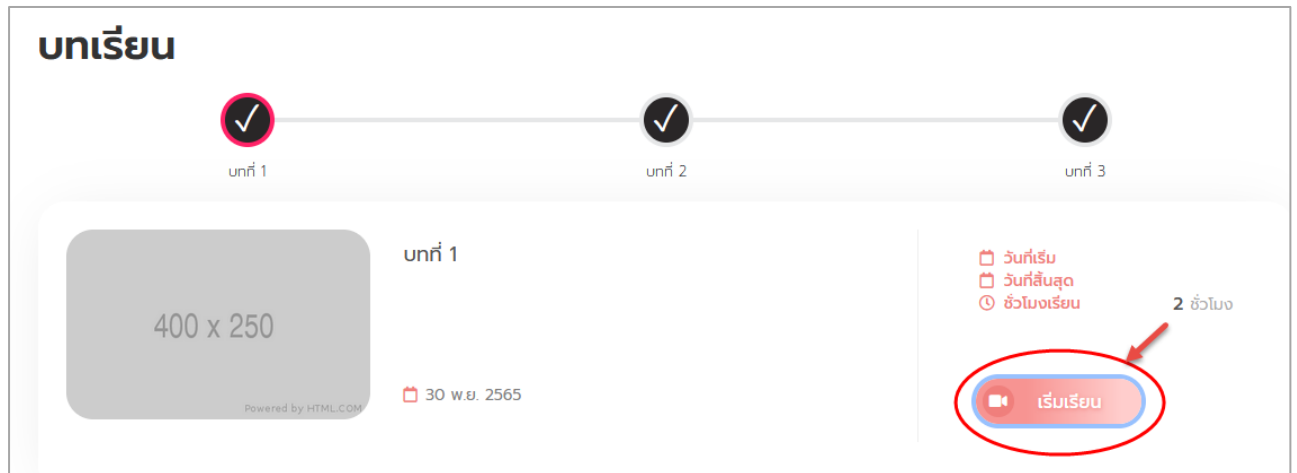 บทเรียน
บทที่ 1
บทที่ 2
บทที่ 3
400 x 250
Powered by HTML.COM
บทที่ 1
30 พ.ย. 2565
วันที่เริ่ม
วันที่สิ้นสุด
ชั่วโมงเรียน 2 ชั่วโมง
เริ่มเรียน